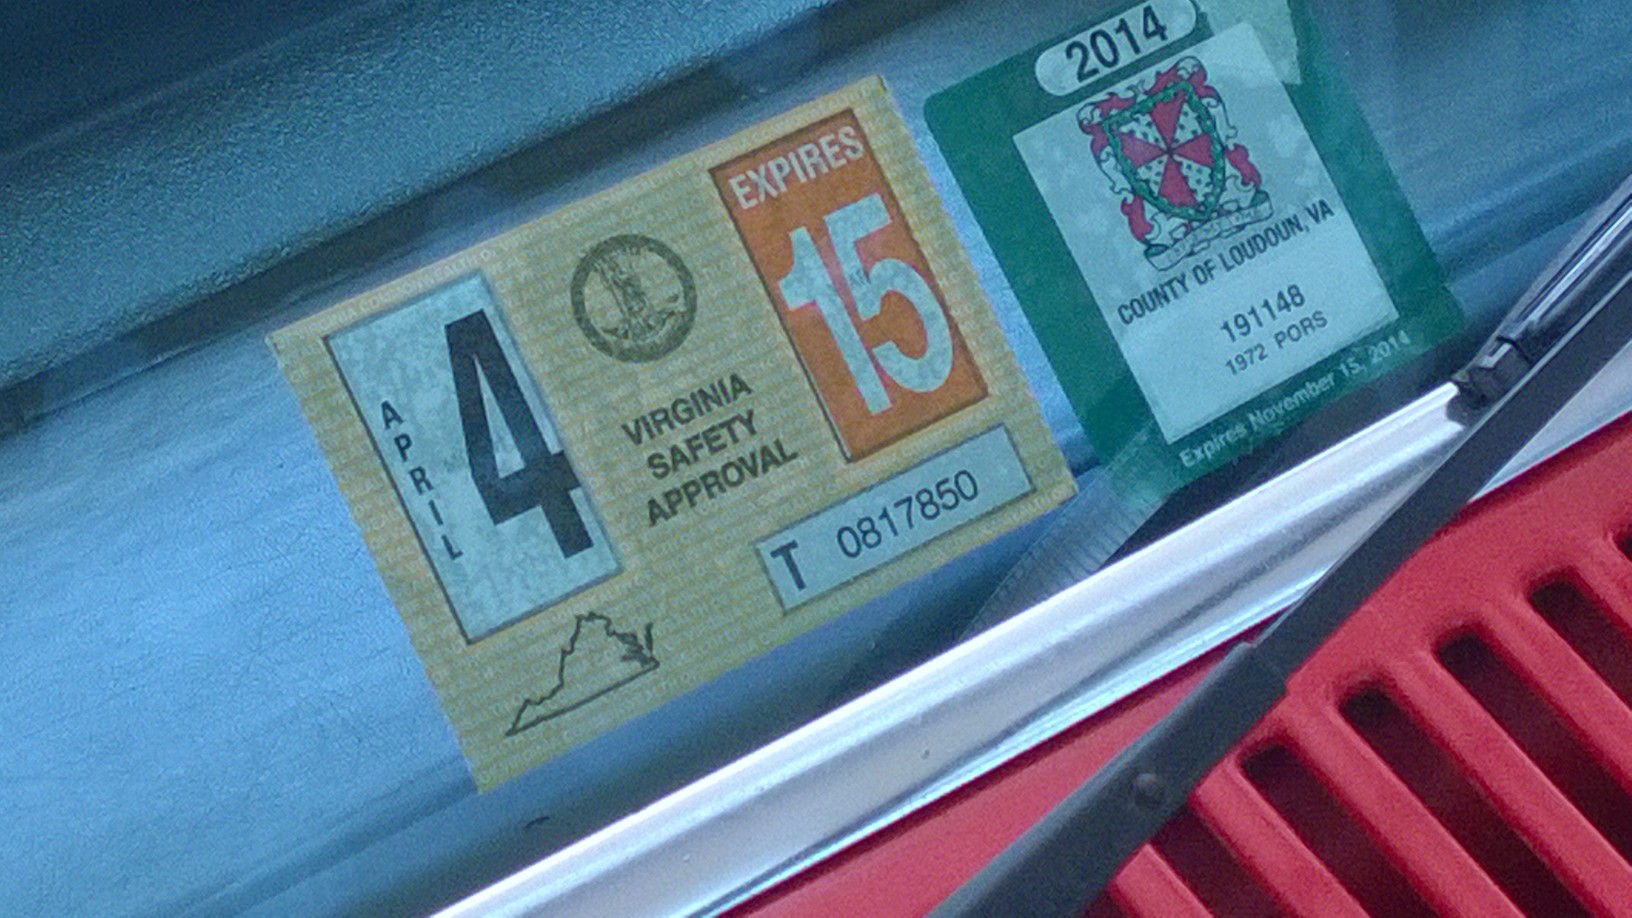 APRIL
4
VIRGINIA
SAFETY
APPROVAL
EXPIRES
15
T 0817850
2014
COUNTY OF LOUDOUN, VA
191148
1972 PORS
Expires November 15, 2014